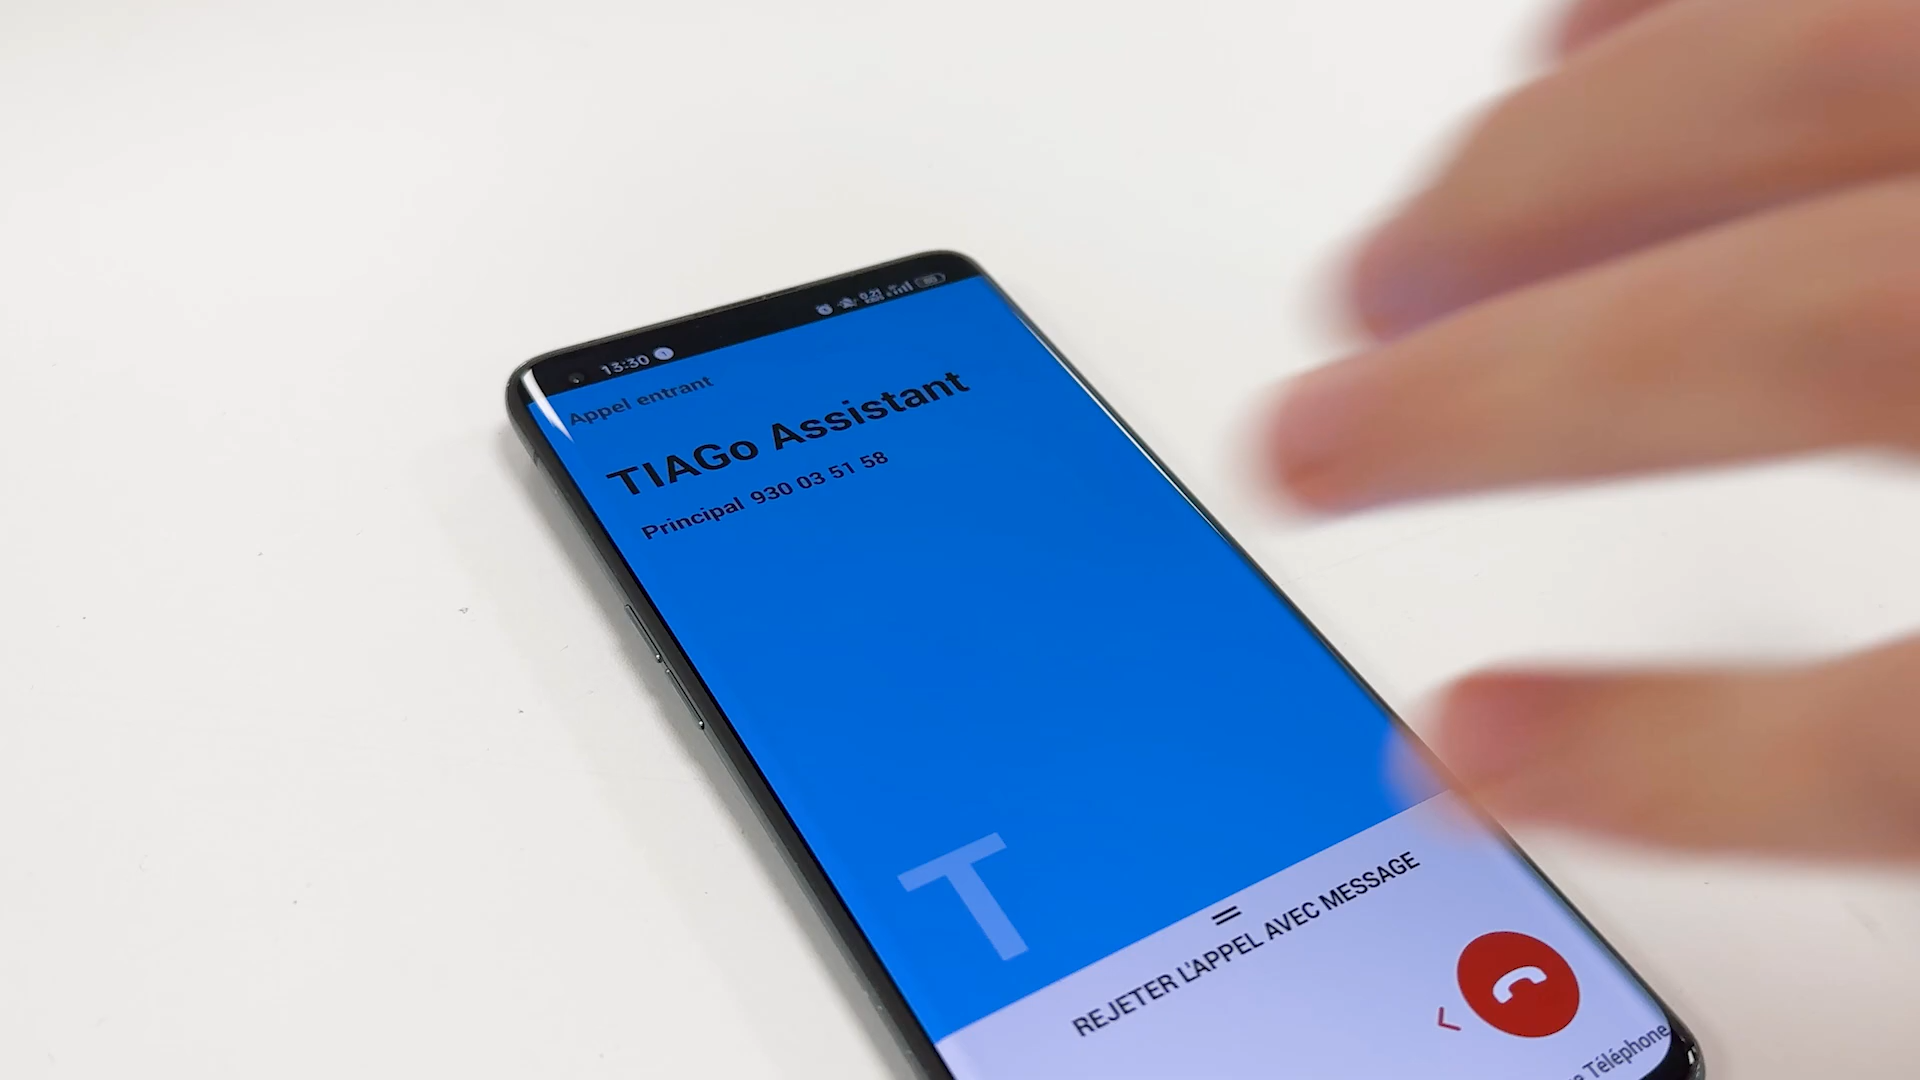 13:30
Appel entrant
TIAGo Assistant
Principal 930 03 51 58
T
REJETER L'APPEL AVEC MESSAGE
Téléphone